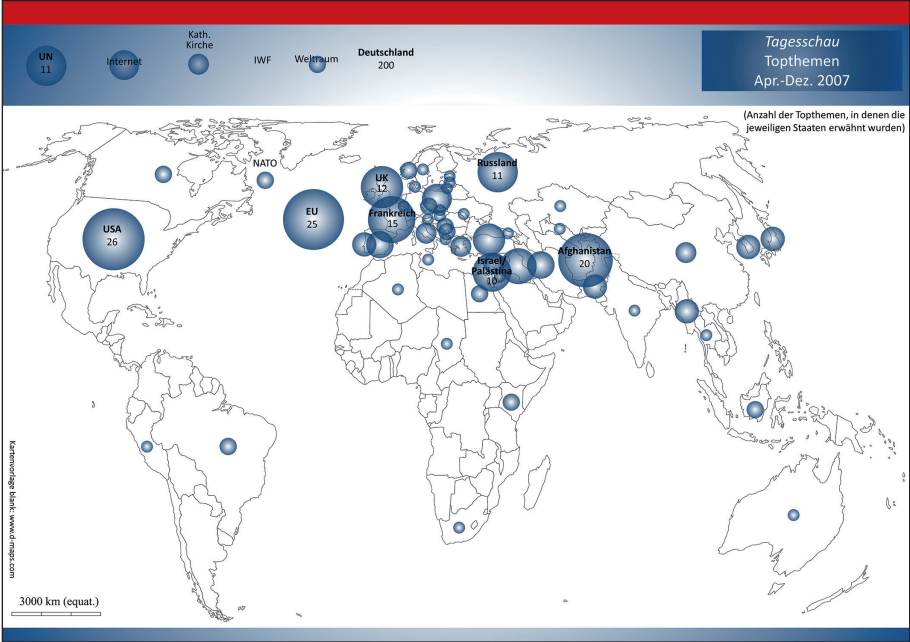 Kath.
Kirche
UN
11
Internet
IWF
Weltraum
Deutschland
200
Tagesschau
Topthemen
Apr.-Dez. 2007
(Anzahl der Topthemen, in denen die
jeweiligen Staaten erwähnt wurden)
NATO
UK
12
Russland
11
EU
25
Frankreich
15
USA
26
Israel/
Palästina
10
Afghanistan
20
Kartenvorlage blank: www.d-maps.com
3000 km (equat.)